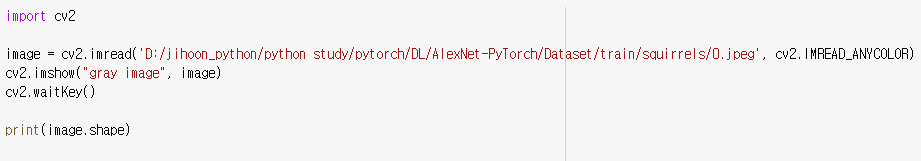 import cv2
image = cv2.imread('D:/jihoon_python/python study/pytorch/DL/AlexNet-PyTorch/Dataset/train/squirrels/0.jpeg', cv2.IMREAD_ANYCOLOR)
cv2.imshow("gray image", image)
cv2.waitKey()
print(image.shape)